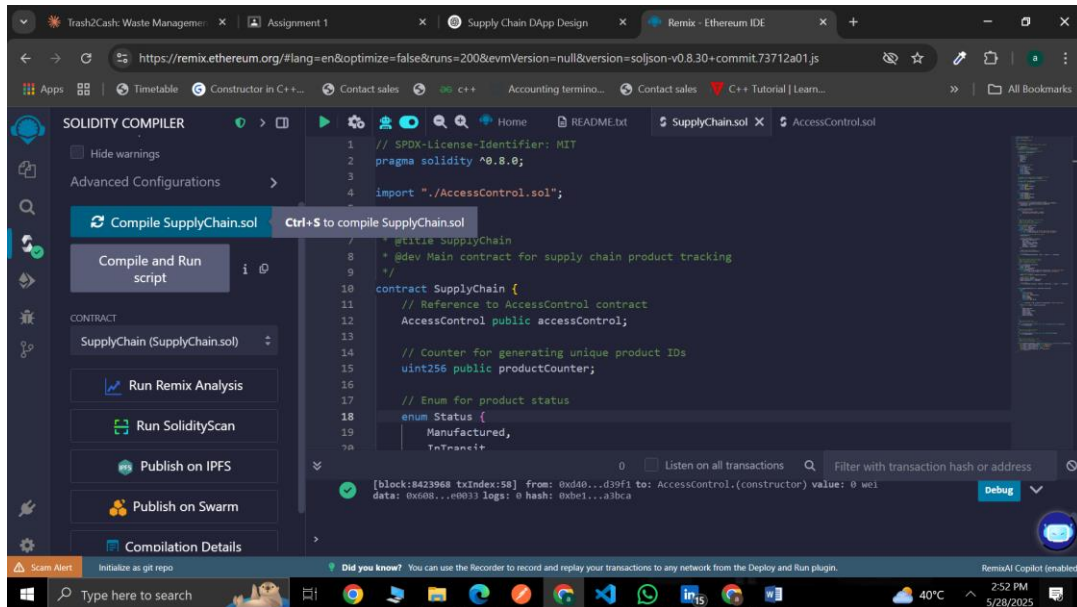 Trash2Cash: Waste Managemen
Assignment 1
Supply Chain DApp Design
Remix - Ethereum IDE
https://remix.ethereum.org/#lang=en&optimize=false&runs=200&evmVersion=null&version=soljson-v0.8.30+commit.73712a01.js
a
Apps
Timetable
Constructor in C++...
Contact sales
c++
Accounting termino...
Contact sales
C++ Tutorial | Learn...
»
All Bookmarks
SOLIDITY COMPILER
Home
README.txt
SupplyChain.sol
AccessControl.sol
Hide warnings
Advanced Configurations
Compile SupplyChain.sol
Ctrl+S to compile SupplyChain.sol
Compile and Run
script
i
CONTRACT
SupplyChain (SupplyChain.sol)
Run Remix Analysis
Run SolidityScan
Publish on IPFS
Publish on Swarm
Compilation Details
1 // SPDX-License-Identifier: MIT
2 pragma solidity ^0.8.0;
3
4 import "./AccessControl.sol";
7 * @title SupplyChain
8 * @dev Main contract for supply chain product tracking
9 */
10 contract SupplyChain {
11 // Reference to AccessControl contract
12 AccessControl public accessControl;
13
14 // Counter for generating unique product IDs
15 uint256 public productCounter;
16
17 // Enum for product status
18 enum Status {
19 Manufactured,
20 InTransit
0
Listen on all transactions
Filter with transaction hash or address
[block:8423968 txIndex:58] from: 0xd40...d39f1 to: AccessControl.(constructor) value: 0 wei
data: 0x608...e0033 logs: 0 hash: 0xbe1...a3bca
Debug
>
Scam Alert
Initialize as git repo
Did you know? You can use the Recorder to record and replay your transactions to any network from the Deploy and Run plugin.
RemixAI Copilot (enabled
Type here to search
in 15
40°C
2:52 PM
5/28/2025